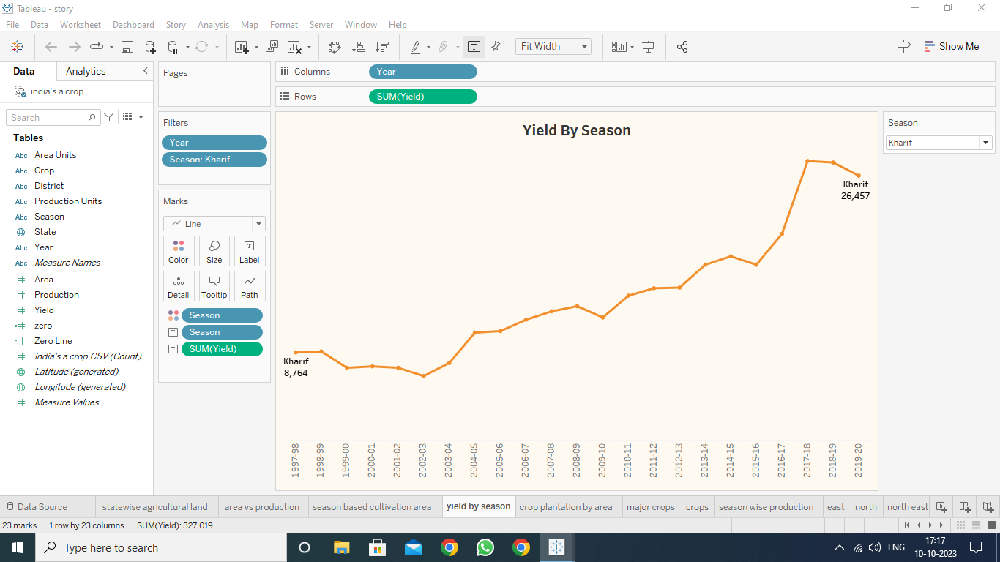 Tableau - story
File Data Worksheet Dashboard Story Analysis Map Format Server Window Help
Fit Width
Show Me
Data Analytics
india's a crop
Search
Tables
Abc Area Units
Abc Crop
Abc District
Abc Production Units
Abc Season
State
Abc Year
Abc Measure Names
# Area
# Production
# Yield
=# zero
=# Zero Line
# india's a crop.CSV (Count)
Latitude (generated)
Longitude (generated)
# Measure Values
Pages
Filters
Year
Season: Kharif
Marks
Line
Color Size Label
Detail Tooltip Path
Season
Season
SUM(Yield)
Columns Year
Rows SUM(Yield)
Yield By Season
Kharif
26,457
Kharif
8,764
1997-98
1998-99
1999-00
2000-01
2001-02
2002-03
2003-04
2004-05
2005-06
2006-07
2007-08
2008-09
2009-10
2010-11
2011-12
2012-13
2013-14
2014-15
2015-16
2016-17
2017-18
2018-19
2019-20
Season
Kharif
Data Source statewise agricultural land area vs production season based cultivation area yield by season crop plantation by area major crops crops season wise production east north north east
23 marks 1 row by 23 columns SUM(Yield): 327,019
Type here to search
ENG
17:17
10-10-2023